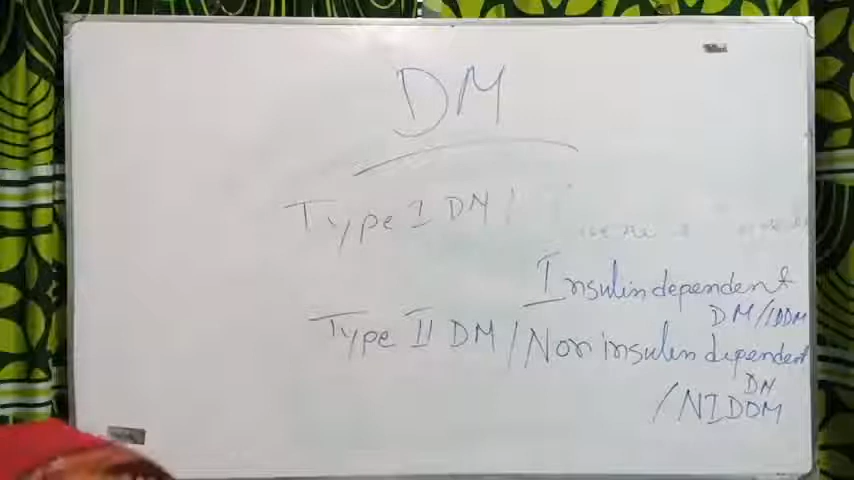 DM
Type I DM /
Insulin dependent
DM/IDDM
Type II DM / Non insulin dependent
DM
/ NIDDM